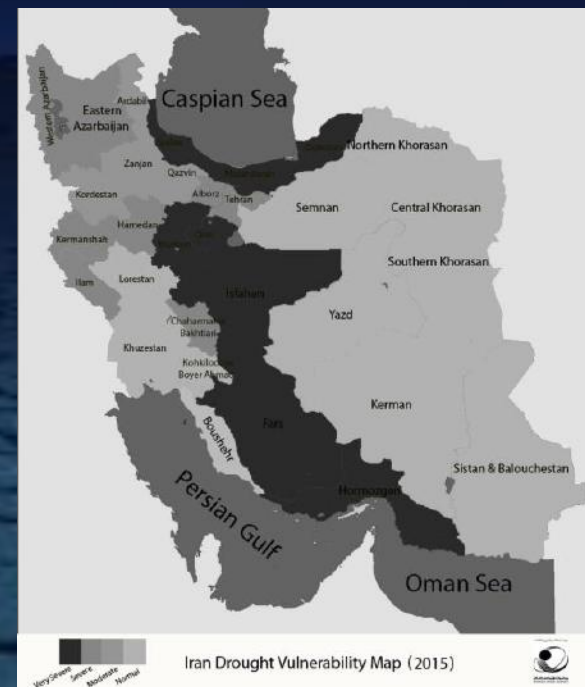 Caspian Sea
Ardabil
Western Azarbaijan
Eastern
Azarbaijan
Northern Khorasan
Zanjan
Qazvin
Mazandaran
Alborz
Tehran
Kordestan
Semnan
Central Khorasan
Hamedan
Qom
Kermanshah
Southern Khorasan
Ilam
Lorestan
Isfahan
Yazd
Chaharmahal
Bakhtiari
Khuzestan
Boyer Ahmad
Kerman
Boushehr
Fars
Sistan & Balouchestan
Hormozgan
Persian Gulf
Oman Sea
Very Severe
Severe
Moderate
Normal
Iran Drought Vulnerability Map (2015)